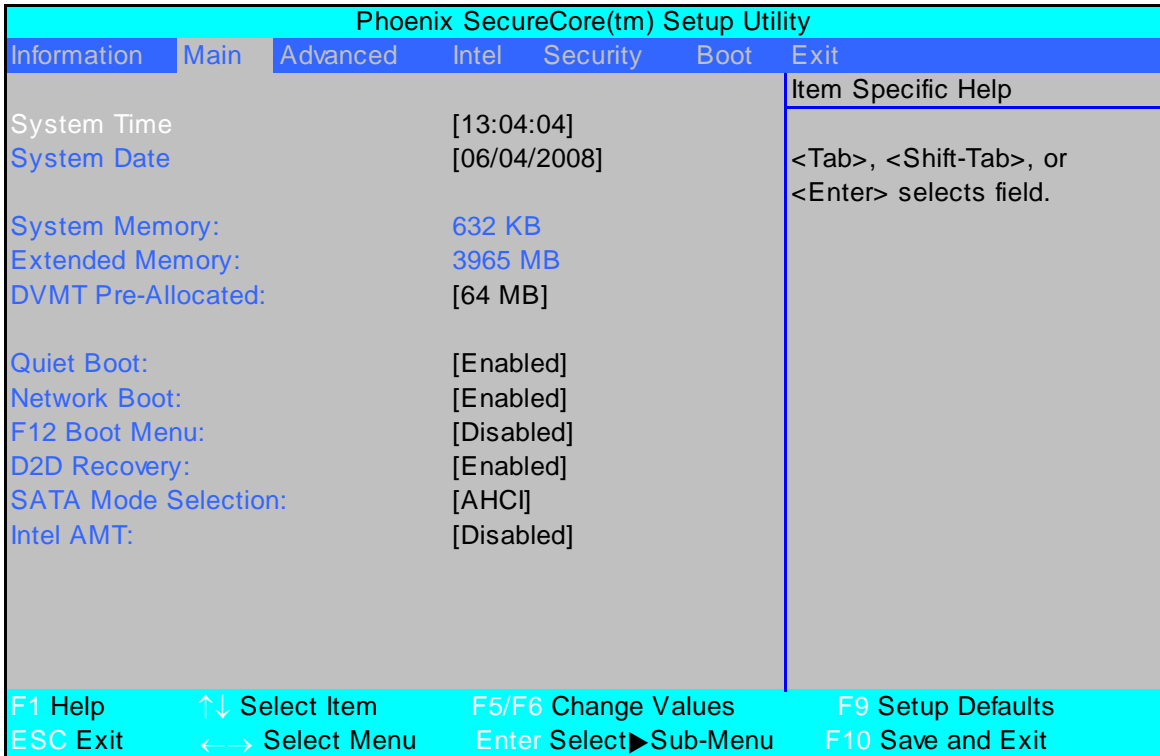 Phoenix SecureCore(tm) Setup Utility
Information Main Advanced Intel Security Boot Exit
Item Specific Help
System Time [13:04:04]
System Date [06/04/2008]
<Tab>, <Shift-Tab>, or
<Enter> selects field.
System Memory: 632 KB
Extended Memory: 3965 MB
DVMT Pre-Allocated: [64 MB]
Quiet Boot: [Enabled]
Network Boot: [Enabled]
F12 Boot Menu: [Disabled]
D2D Recovery: [Enabled]
SATA Mode Selection: [AHCI]
Intel AMT: [Disabled]
F1 Help ↑↓ Select Item F5/F6 Change Values F9 Setup Defaults
ESC Exit ←→ Select Menu Enter Select▶Sub-Menu F10 Save and Exit